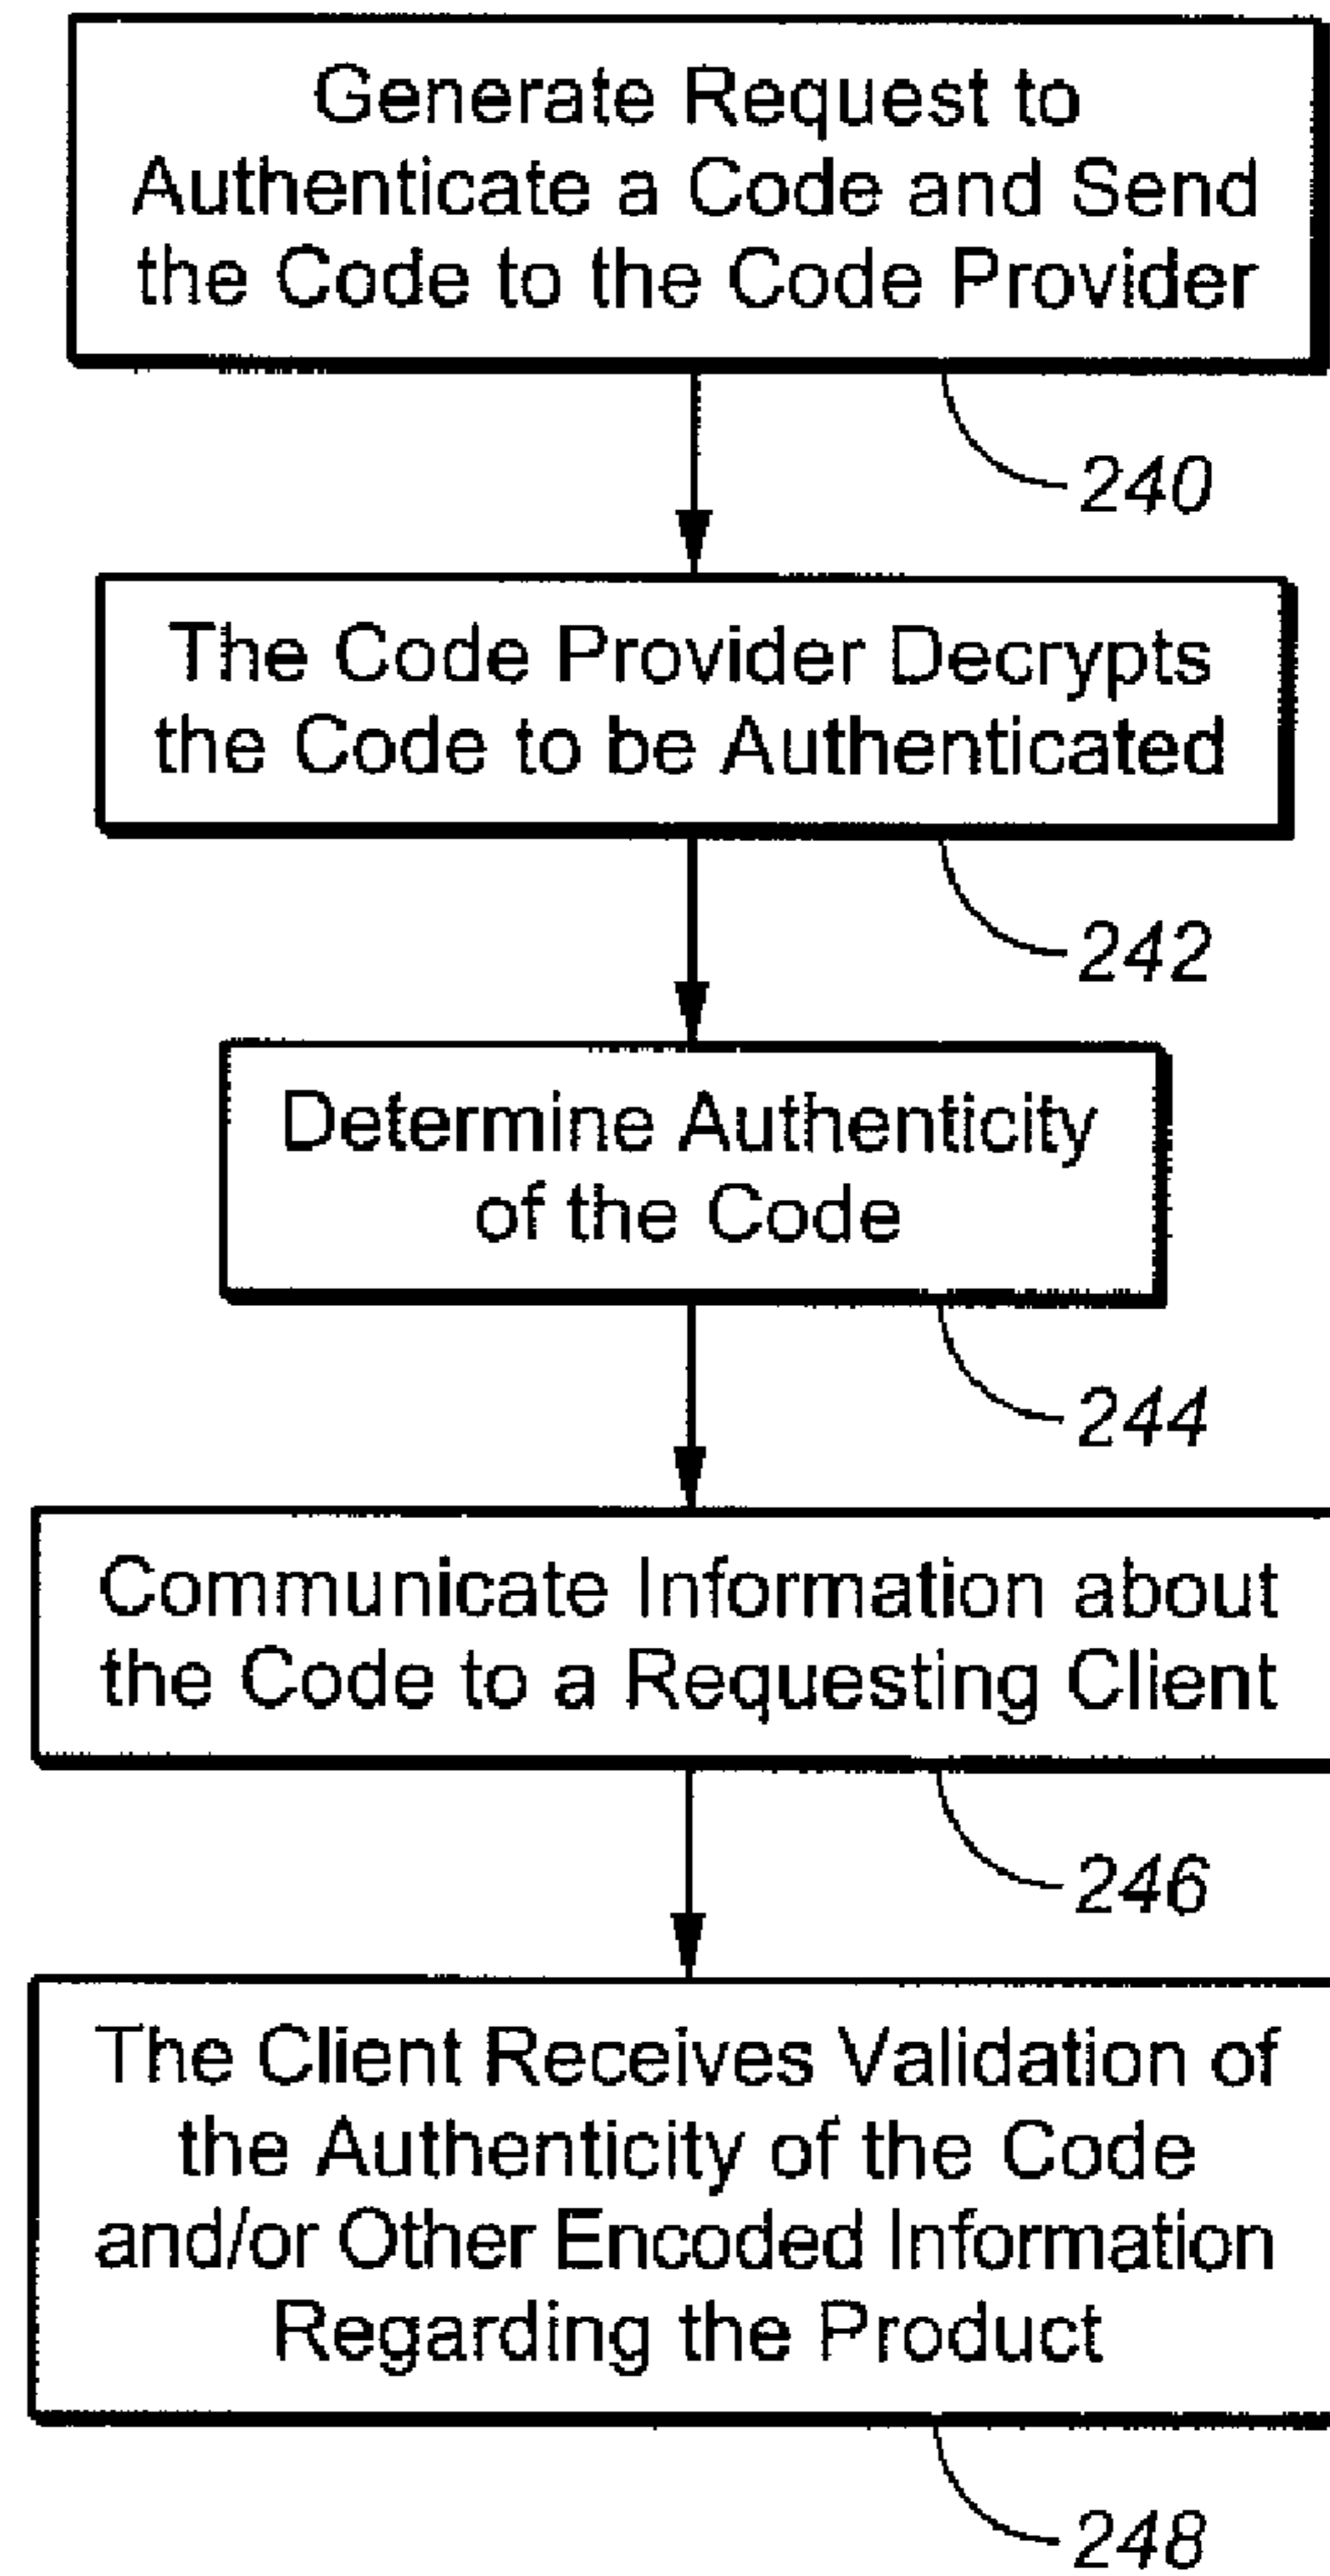 Generate Request to
Authenticate a Code and Send
the Code to the Code Provider
240
The Code Provider Decrypts
the Code to be Authenticated
242
Determine Authenticity
of the Code
244
Communicate Information about
the Code to a Requesting Client
246
The Client Receives Validation of
the Authenticity of the Code
and/or Other Encoded Information
Regarding the Product
248